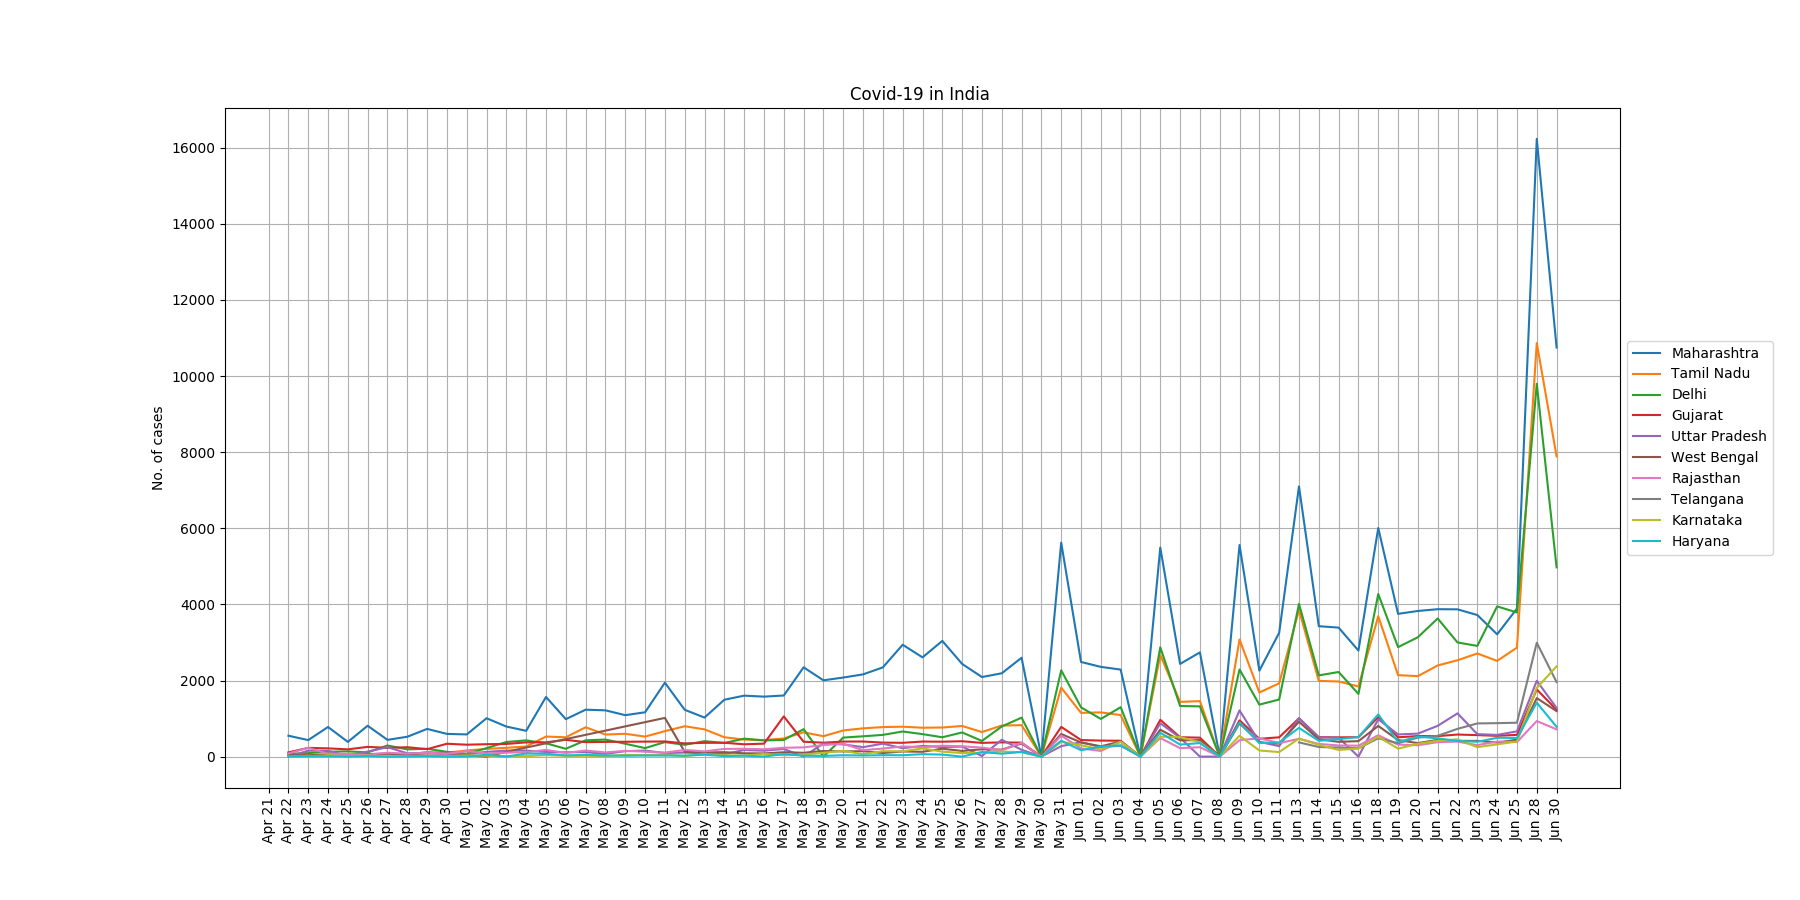 Covid-19 in India
No. of cases
16000
14000
12000
10000
8000
6000
4000
2000
0
Apr 21
Apr 22
Apr 23
Apr 24
Apr 25
Apr 26
Apr 27
Apr 28
Apr 29
Apr 30
May 01
May 02
May 03
May 04
May 05
May 06
May 07
May 08
May 09
May 10
May 11
May 12
May 13
May 14
May 15
May 16
May 17
May 18
May 19
May 20
May 21
May 22
May 23
May 24
May 25
May 26
May 27
May 28
May 29
May 30
May 31
Jun 01
Jun 02
Jun 03
Jun 04
Jun 05
Jun 06
Jun 07
Jun 08
Jun 09
Jun 10
Jun 11
Jun 13
Jun 14
Jun 15
Jun 16
Jun 18
Jun 19
Jun 20
Jun 21
Jun 22
Jun 23
Jun 24
Jun 25
Jun 28
Jun 30
Maharashtra
Tamil Nadu
Delhi
Gujarat
Uttar Pradesh
West Bengal
Rajasthan
Telangana
Karnataka
Haryana